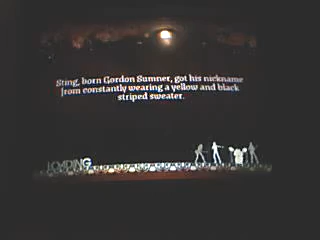 Sting, born Gordon Sumner, got his nickname
from constantly wearing a yellow and black
striped sweater.
LOADING